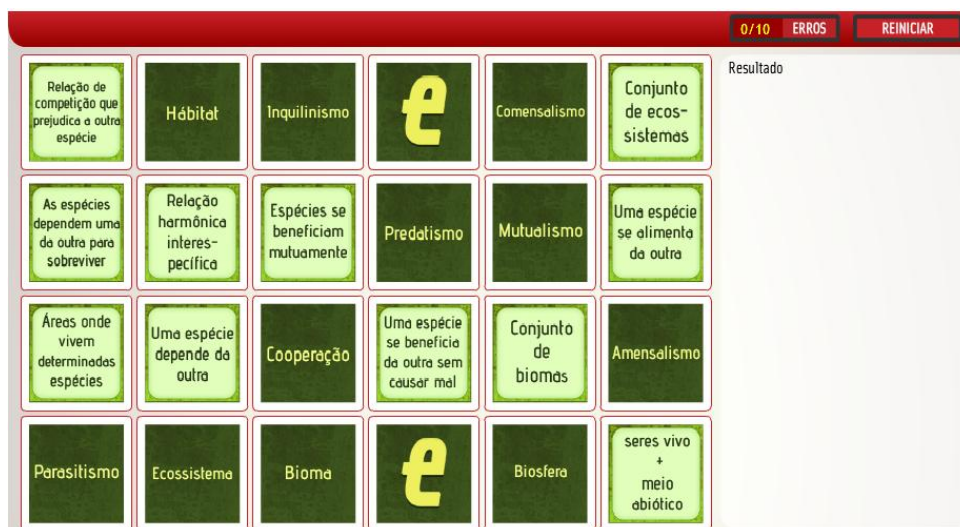 0/10 ERROS REINICIAR
Resultado
Relação de
competição que
prejudica a outra
espécie
Hábitat
Inquilinismo
e
Comensalismo
Conjunto
de ecos-
sistemas
As espécies
dependem uma
da outra para
sobreviver
Relação
harmônica
interes-
pecífica
Espécies se
beneficiam
mutuamente
Predatismo
Mutualismo
Uma espécie
se alimenta
da outra
Áreas onde
vivem
determinadas
espécies
Uma espécie
depende da
outra
Cooperação
Uma espécie
se beneficia
da outra sem
causar mal
Conjunto
de
biomas
Amensalismo
Parasitismo
Ecossistema
Bioma
e
Biosfera
seres vivo
+
meio
abiótico